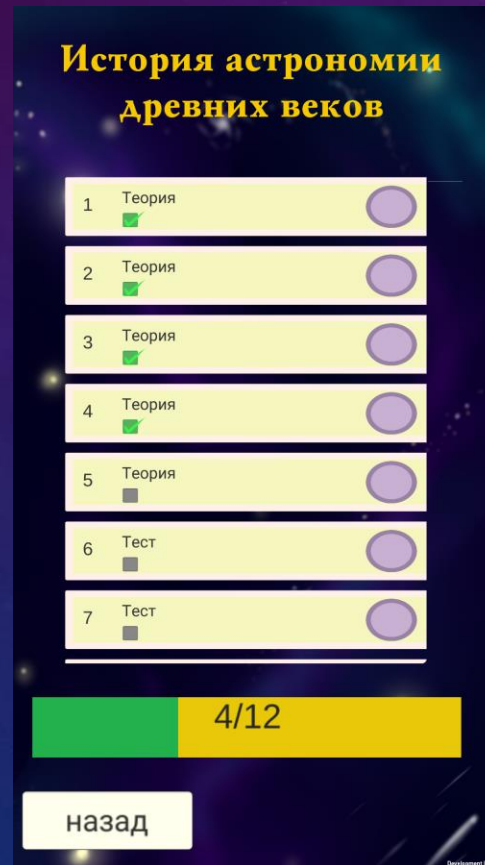 История астрономии
древних веков
1 Теория
2 Теория
3 Теория
4 Теория
5 Теория
6 Тест
7 Тест
4/12
назад
Development